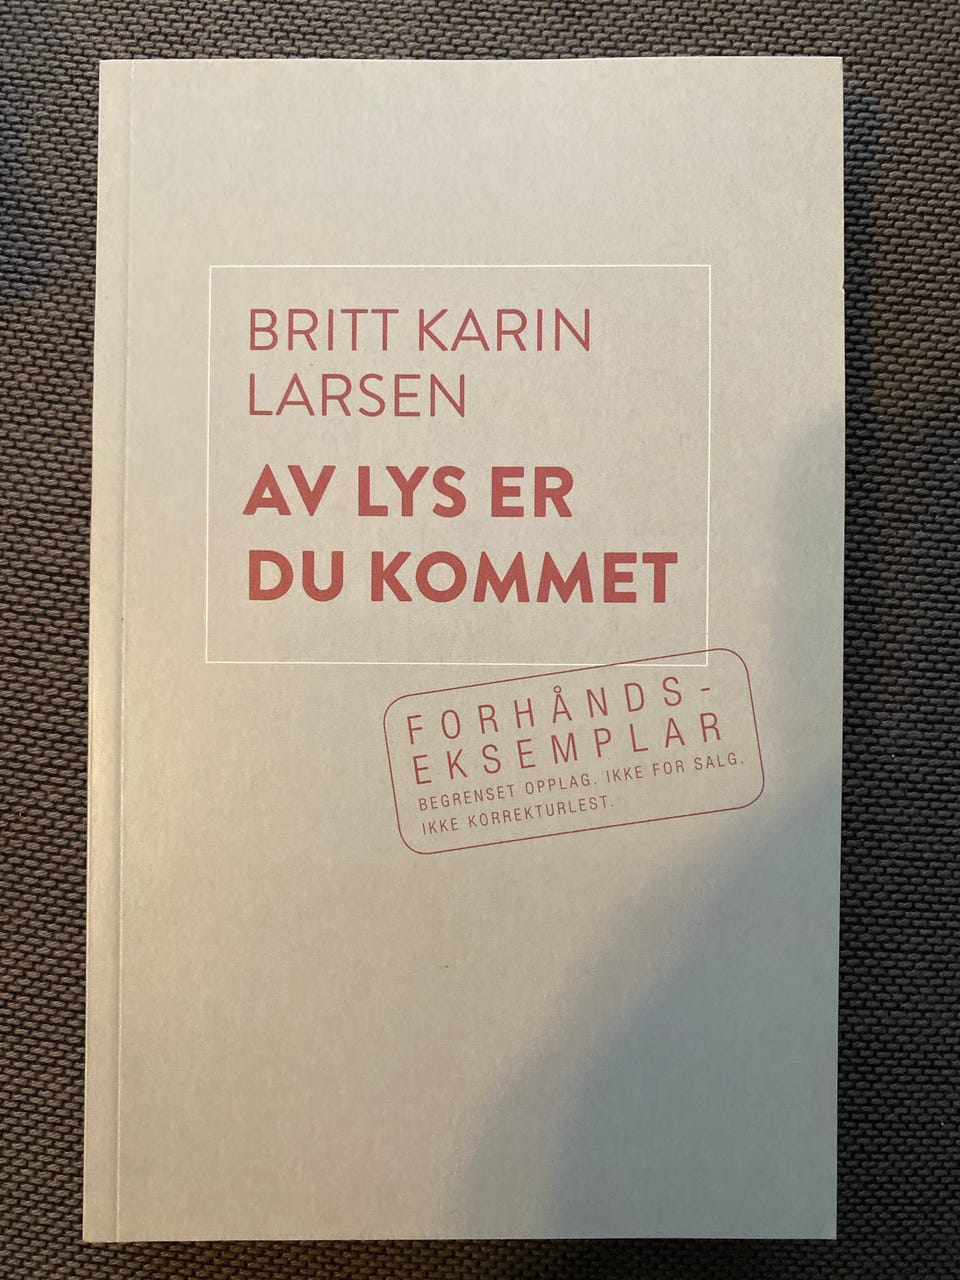 BRITT KARIN
LARSEN
AV LYS ER
DU KOMMET
FORHÅNDS-
EKSEMPLAR
BEGRENSET OPPLAG. IKKE FOR SALG.
IKKE KORREKTURLEST.